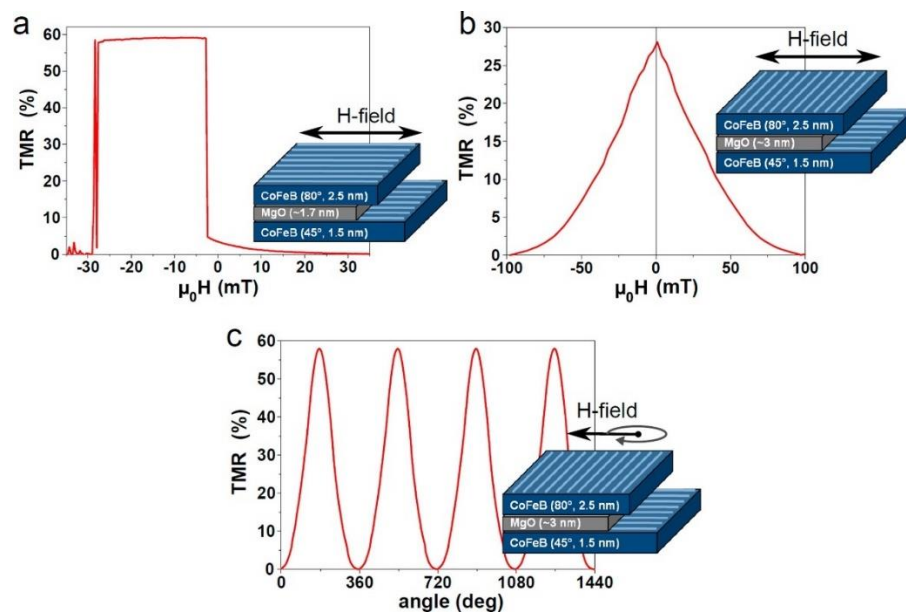 a
TMR (%)
60
50
40
30
20
10
0
-30 -20 -10 0 10 20 30
µ₀H (mT)
H-field
CoFeB (80°, 2.5 nm)
MgO (~1.7 nm)
CoFeB (45°, 1.5 nm)
b
TMR (%)
30
25
20
15
10
5
0
-100 -50 0 50 100
µ₀H (mT)
H-field
CoFeB (80°, 2.5 nm)
MgO (~3 nm)
CoFeB (45°, 1.5 nm)
c
TMR (%)
60
50
40
30
20
10
0
0 360 720 1080 1440
angle (deg)
H-field
CoFeB (80°, 2.5 nm)
MgO (~3 nm)
CoFeB (45°, 1.5 nm)